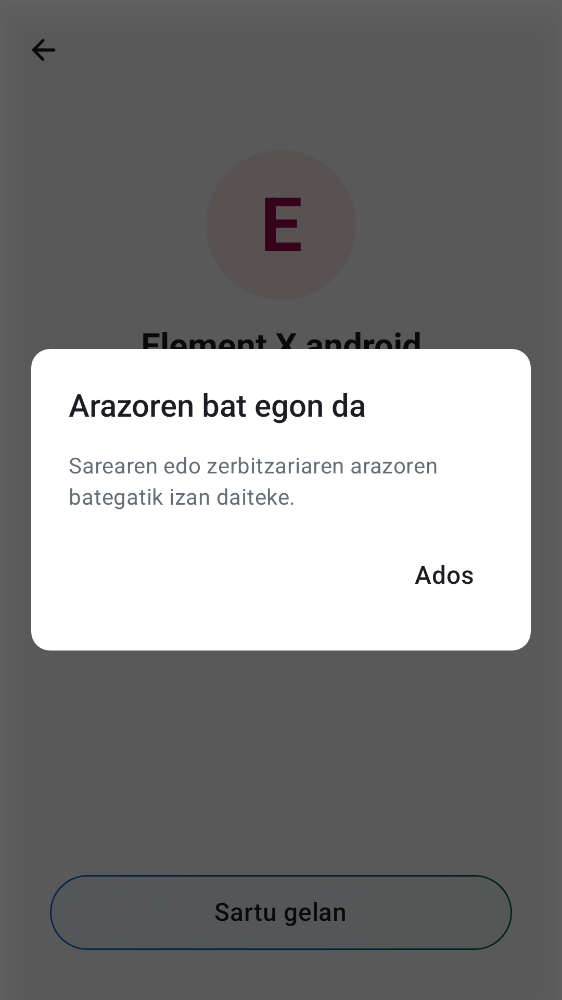 E
Element X android
Arazoren bat egon da
Sarearen edo zerbitzariaren arazoren
bategatik izan daiteke.
Ados
Sartu gelan